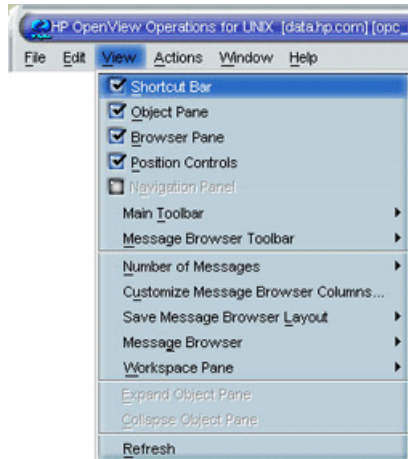 HP OpenView Operations for UNIX [data.hp.com] [opc_
File Edit View Actions Window Help
Shortcut Bar
Object Pane
Browser Pane
Position Controls
Navigation Panel
Main Toolbar
Message Browser Toolbar
Number of Messages
Customize Message Browser Columns...
Save Message Browser Layout
Message Browser
Workspace Pane
Expand Object Pane
Collapse Object Pane
Refresh